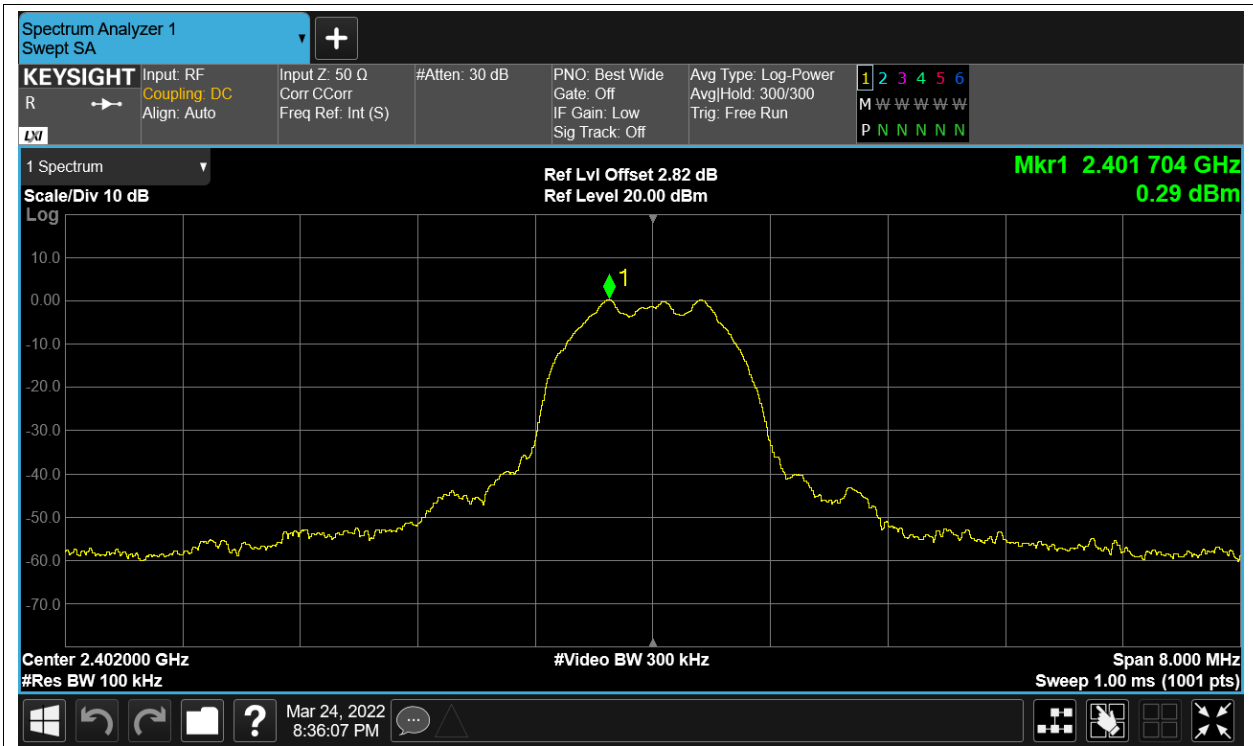 Spectrum Analyzer 1
Swept SA
KEYSIGHT
R
LXI
Input: RF
Coupling: DC
Align: Auto
Input Z: 50 Ω
Corr CCorr
Freq Ref: Int (S)
#Atten: 30 dB
PNO: Best Wide
Gate: Off
IF Gain: Low
Sig Track: Off
Avg Type: Log-Power
Avg|Hold: 300/300
Trig: Free Run
1 2 3 4 5 6
M W W W W W
P N N N N N
1 Spectrum
Scale/Div 10 dB
Log
Ref Lvl Offset 2.82 dB
Ref Level 20.00 dBm
Mkr1 2.401 704 GHz
0.29 dBm
1
10.0
0.00
-10.0
-20.0
-30.0
-40.0
-50.0
-60.0
-70.0
Center 2.402000 GHz
#Res BW 100 kHz
#Video BW 300 kHz
Span 8.000 MHz
Sweep 1.00 ms (1001 pts)
?
Mar 24, 2022
8:36:07 PM